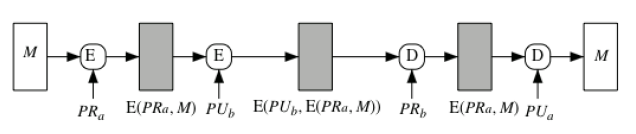 M E E D D M
PRa E(PRa, M) PUb E(PUb, E(PRa, M)) PRb E(PRa, M) PUa